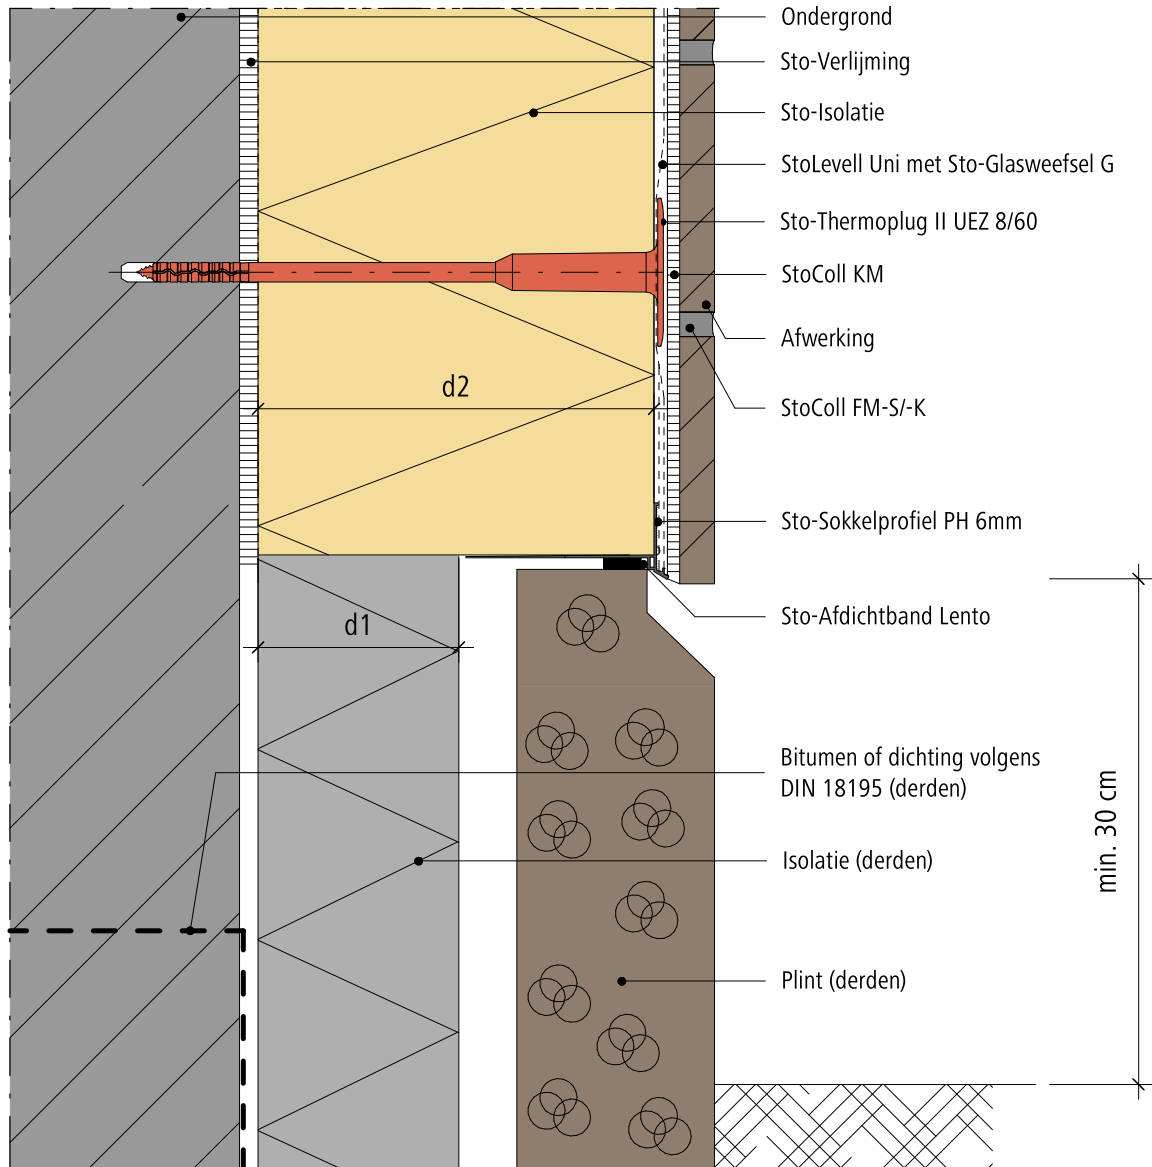 Ondergrond
Sto-Verlijming
Sto-Isolatie
StoLevell Uni met Sto-Glasweefsel G
Sto-Thermoplug II UEZ 8/60
StoColl KM
Afwerking
d2
StoColl FM-S/-K
Sto-Sokkelprofiel PH 6mm
Sto-Afdichtband Lento
d1
Bitumen of dichting volgens
DIN 18195 (derden)
min. 30 cm
Isolatie (derden)
Plint (derden)